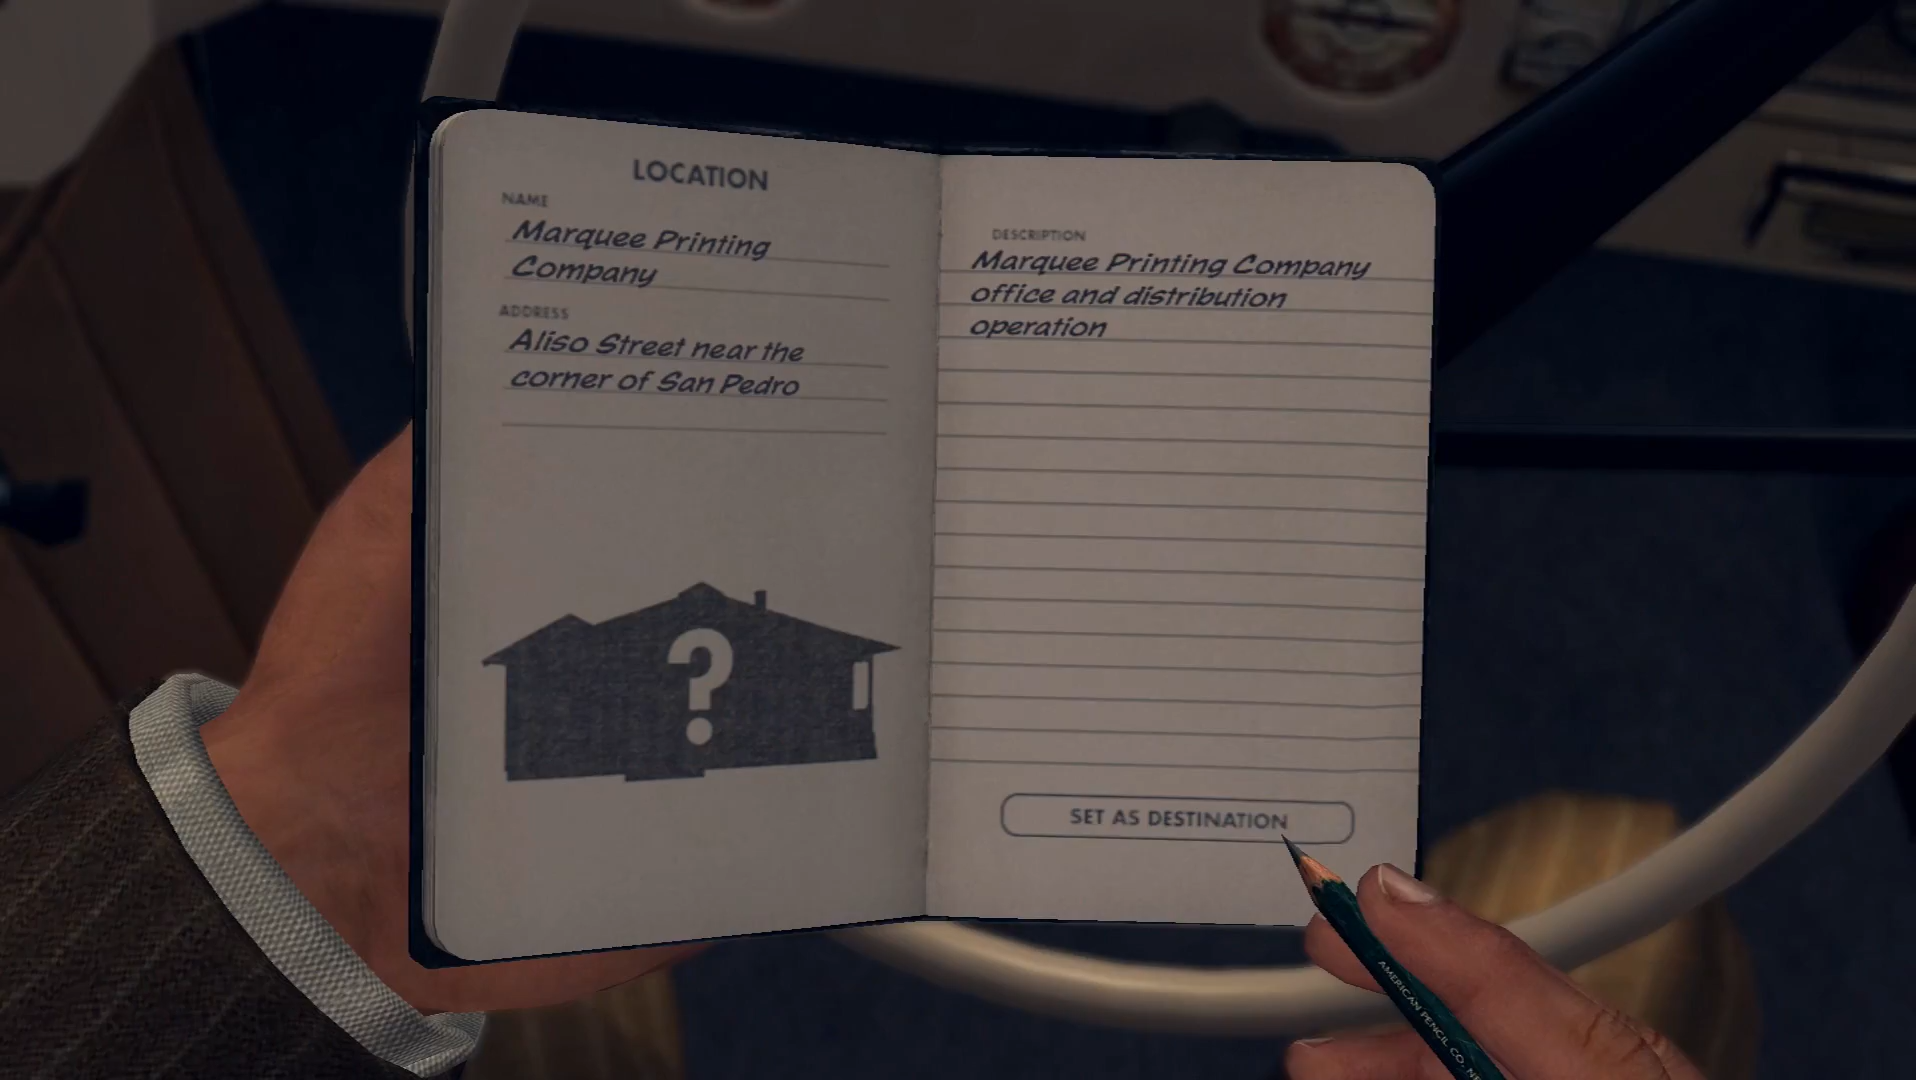 LOCATION
NAME
Marquee Printing
Company
ADDRESS
Aliso Street near the
corner of San Pedro
?
DESCRIPTION
Marquee Printing Company
office and distribution
operation
SET AS DESTINATION
AMERICAN PENCIL CO.